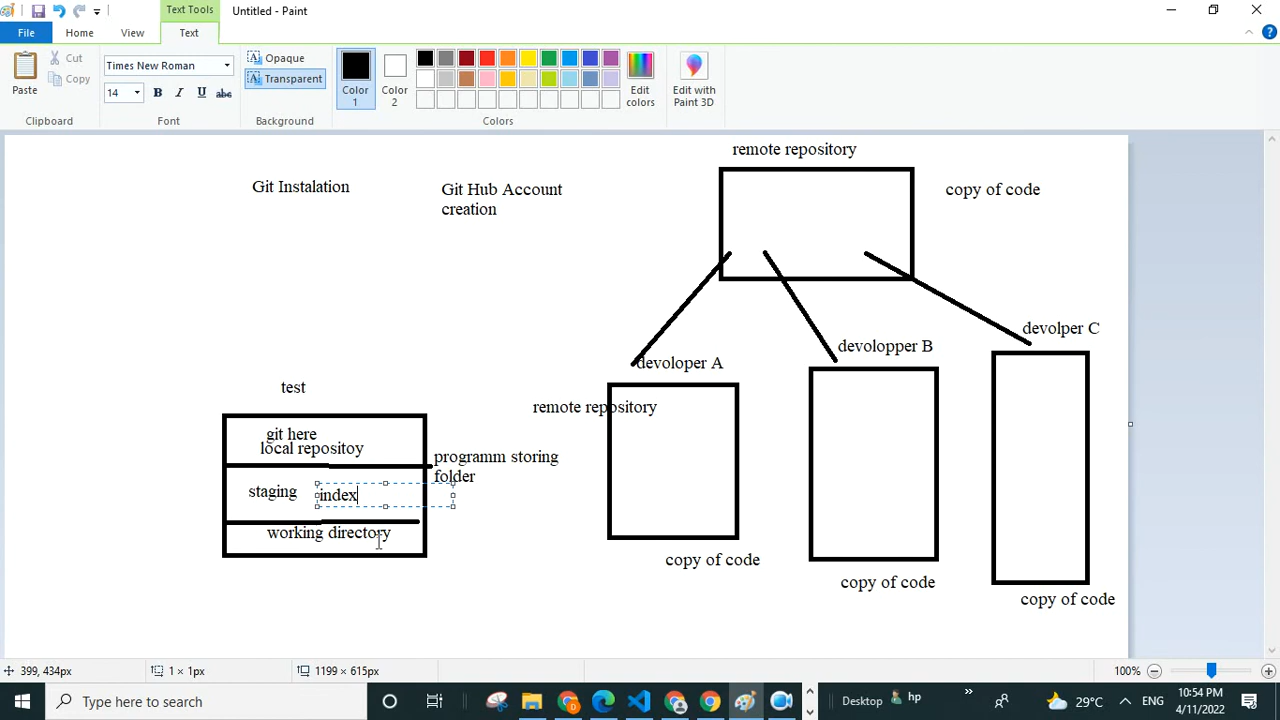 Text Tools
Untitled - Paint
File
Home
View
Text
Paste
Cut
Copy
Clipboard
Times New Roman
14
B
I
U
abc
Font
Opaque
Transparent
Background
Color 1
Color 2
Edit colors
Colors
Edit with Paint 3D
remote repository
Git Instalation
Git Hub Account
creation
copy of code
devolper C
devolopper B
devoloper A
test
remote repository
git here
local repositoy
programm storing
folder
staging
index
working directory
copy of code
copy of code
copy of code
399, 434px
1 × 1px
1199 × 615px
100%
Type here to search
Desktop
hp
»
29°C
ENG
10:54 PM
4/11/2022